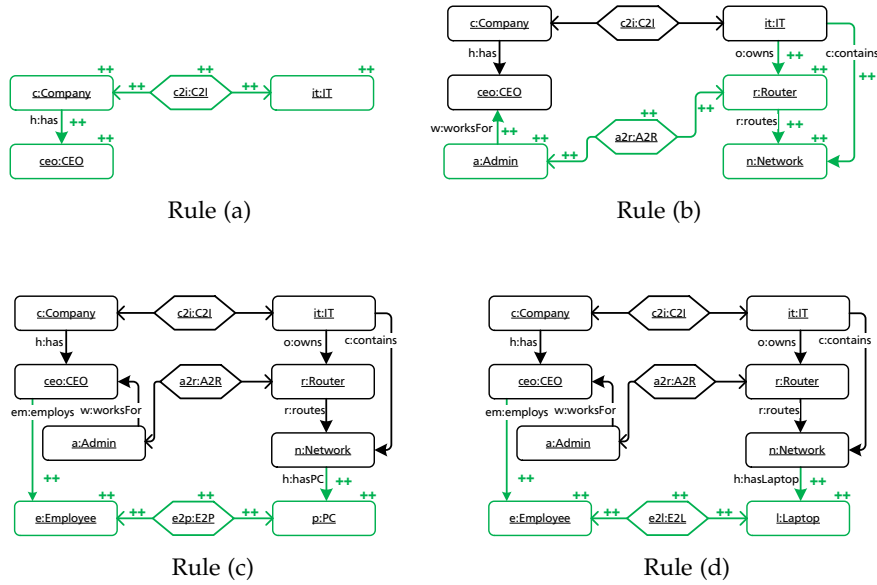 ++ ++ ++
c:Company ++ c2i:C2I ++ it:IT
h:has ++
++
ceo:CEO
Rule (a)
c:Company c2i:C2I it:IT
h:has o:owns ++ c:contains
++ ++
ceo:CEO r:Router
w:worksFor ++ ++ ++ r:routes ++
++ a2r:A2R ++
a:Admin ++ n:Network
Rule (b)
c:Company c2i:C2I it:IT
h:has o:owns c:contains
ceo:CEO a2r:A2R r:Router
em:employs w:worksFor r:routes
a:Admin n:Network
++ h:hasPC ++
++ ++ ++
e:Employee ++ e2p:E2P ++ p:PC
Rule (c)
c:Company c2i:C2I it:IT
h:has o:owns c:contains
ceo:CEO a2r:A2R r:Router
em:employs w:worksFor r:routes
a:Admin n:Network
++ h:hasLaptop ++
++ ++ ++
e:Employee ++ e2l:E2L ++ l:Laptop
Rule (d)